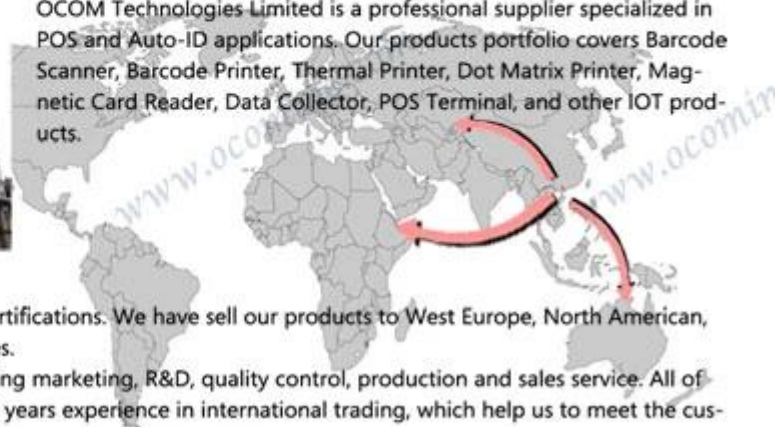 OCOM Technologies Limited is a professional supplier specialized in
POS and Auto-ID applications. Our products portfolio covers Barcode
Scanner, Barcode Printer, Thermal Printer, Dot Matrix Printer, Mag-
netic Card Reader, Data Collector, POS Terminal, and other IOT prod-
ucts.
www.ocomin
www.ocomin
rtifications. We have sell our products to West Europe, North American,
s.
ng marketing, R&D, quality control, production and sales service. All of
years experience in international trading, which help us to meet the cus-